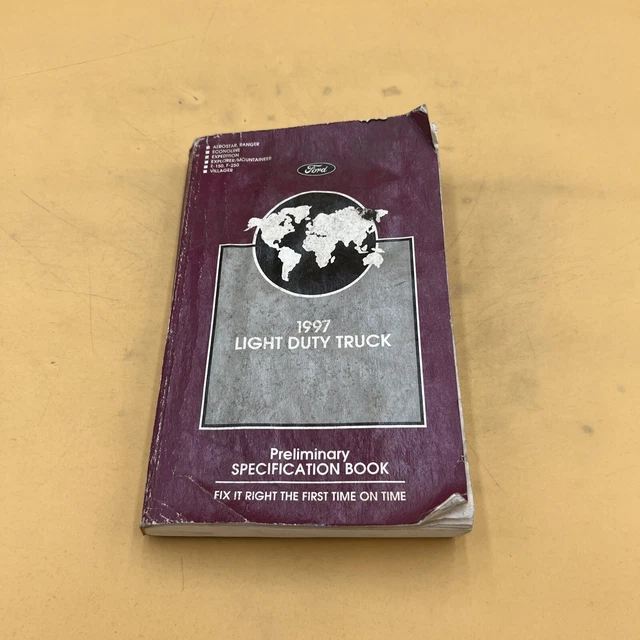 AEROSTAR, RANGER
ECONOLINE
EXPEDITION
EXPLORER/MOUNTAINEER
F-150, F-250
VILLAGER
Ford
1997
LIGHT DUTY TRUCK
Preliminary
SPECIFICATION BOOK
FIX IT RIGHT THE FIRST TIME ON TIME